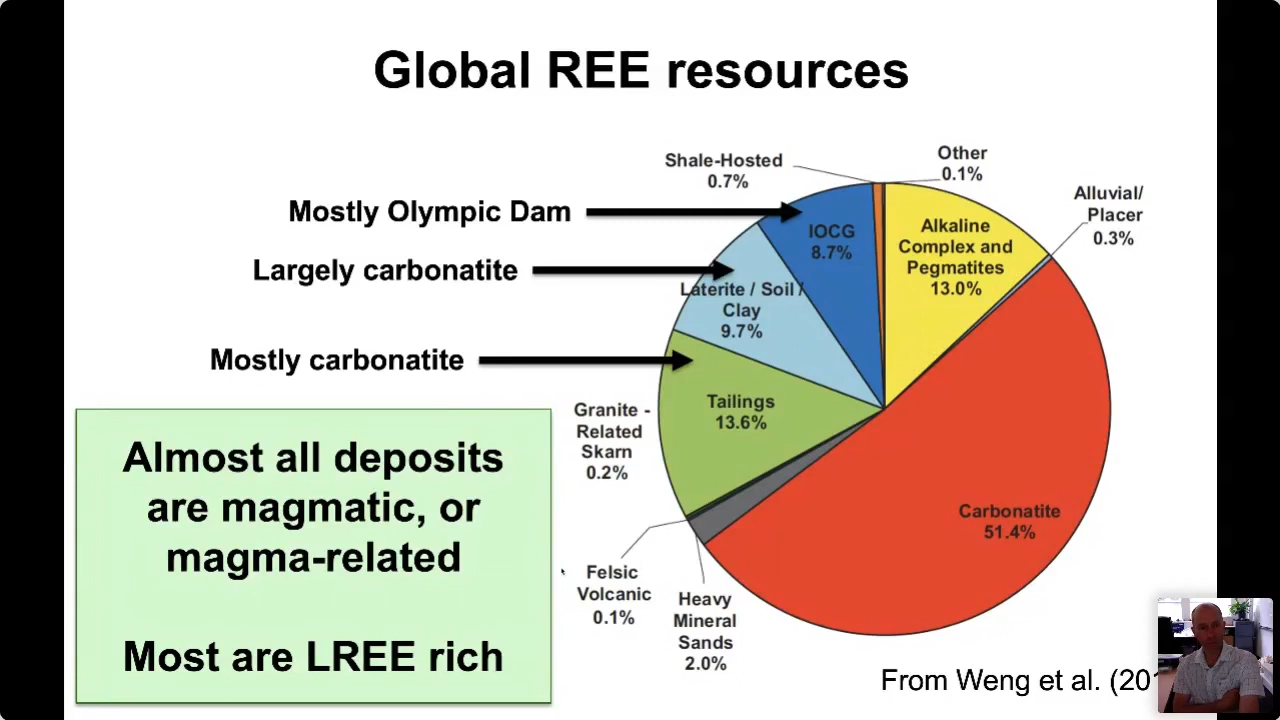 Global REE resources
Shale-Hosted
0.7%
Other
0.1%
Alluvial/
Placer
0.3%
Mostly Olympic Dam
IOCG
8.7%
Alkaline
Complex and
Pegmatites
13.0%
Largely carbonatite
Laterite / Soil /
Clay
9.7%
Mostly carbonatite
Tailings
13.6%
Granite -
Related
Skarn
0.2%
Almost all deposits
are magmatic, or
magma-related
Most are LREE rich
Carbonatite
51.4%
Felsic
Volcanic
0.1%
Heavy
Mineral
Sands
2.0%
From Weng et al.